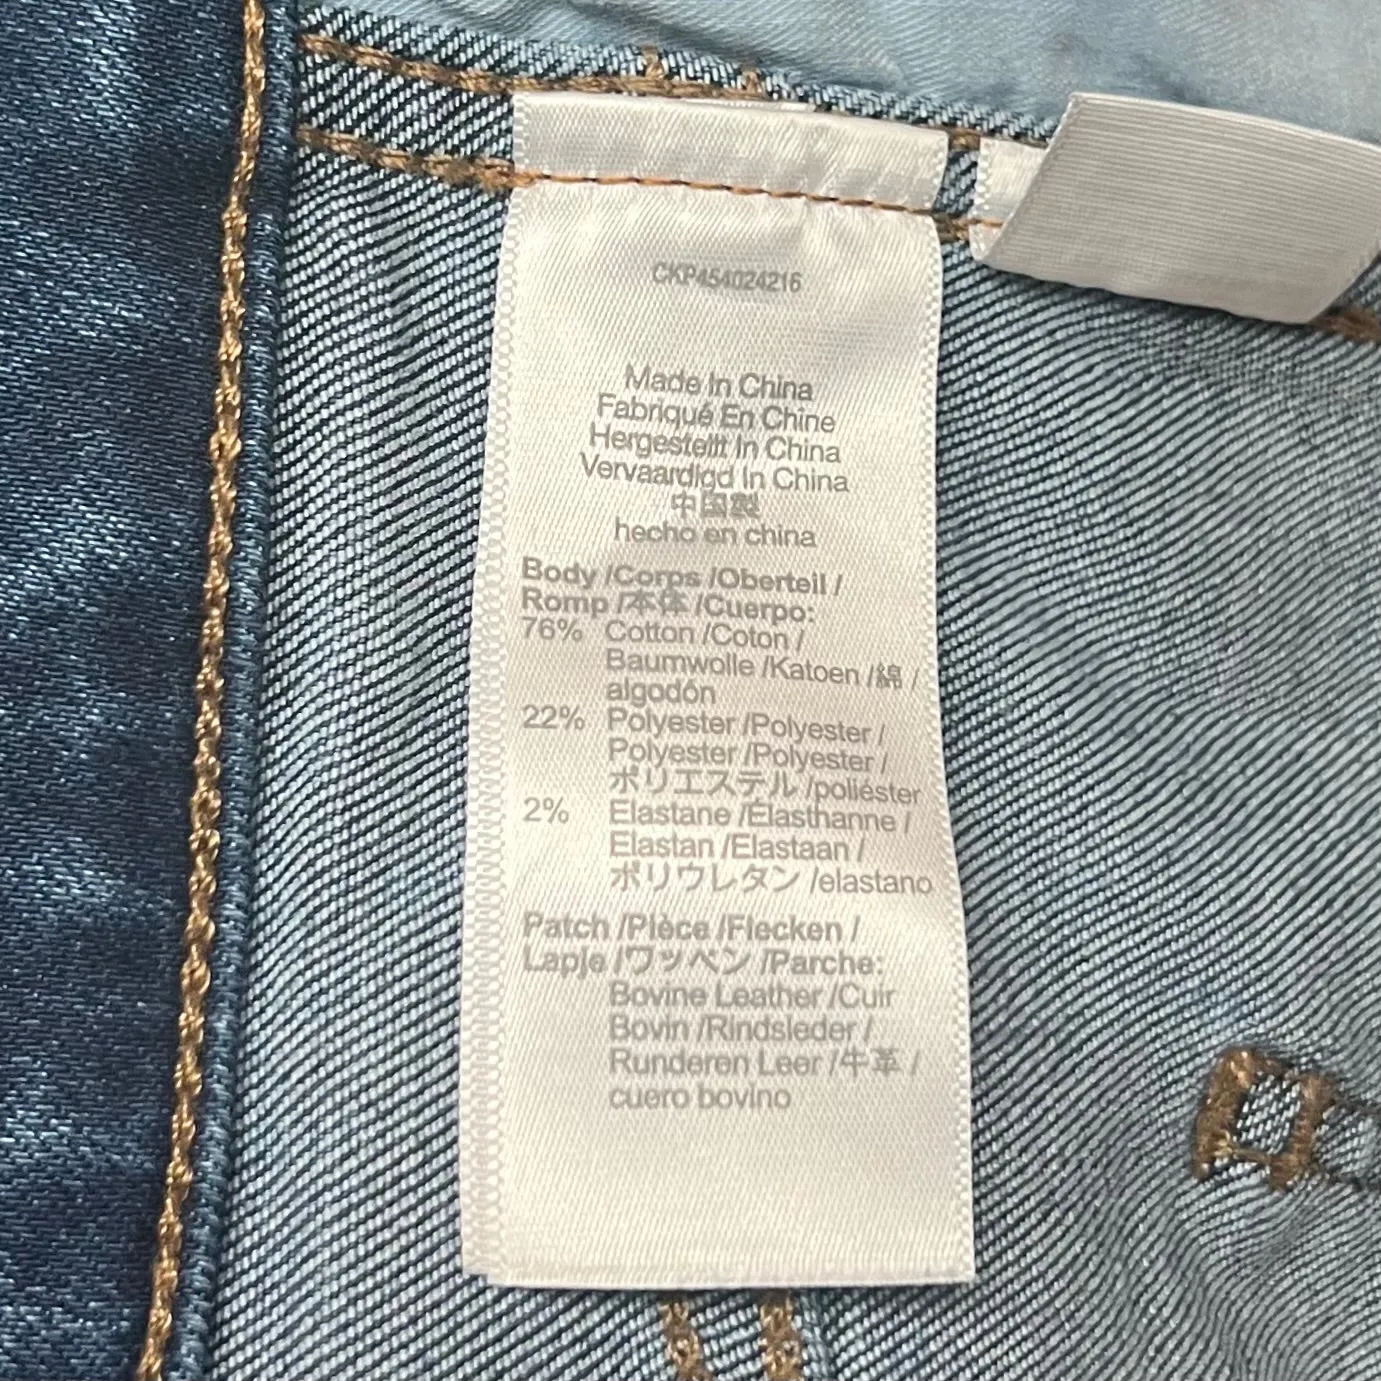 CKP454024216
Made In China
Fabriqué En Chine
Hergestellt In China
Vervaardigd In China
中国製
hecho en china
Body /Corps /Oberteil /
Romp /本体 /Cuerpo:
76% Cotton /Coton /
Baumwolle /Katoen /綿 /
algodón
22% Polyester /Polyester /
Polyester /Polyester /
ポリエステル /poliéster
2% Elastane /Élasthanne /
Elastan /Elastaan /
ポリウレタン /elastano
Patch /Pièce /Flecken /
Lapje /ワッペン /Parche:
Bovine Leather /Cuir
Bovin /Rindsleder /
Runderen Leer /牛革 /
cuero bovino